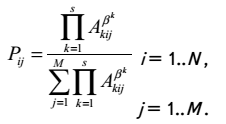 P_{ij} = \frac{\prod_{k=1}^{s} A_{kij}^{\beta^k}}{\sum_{j=1}^{M} \prod_{k=1}^{s} A_{kij}^{\beta^k}} i = 1..N,
j = 1..M.